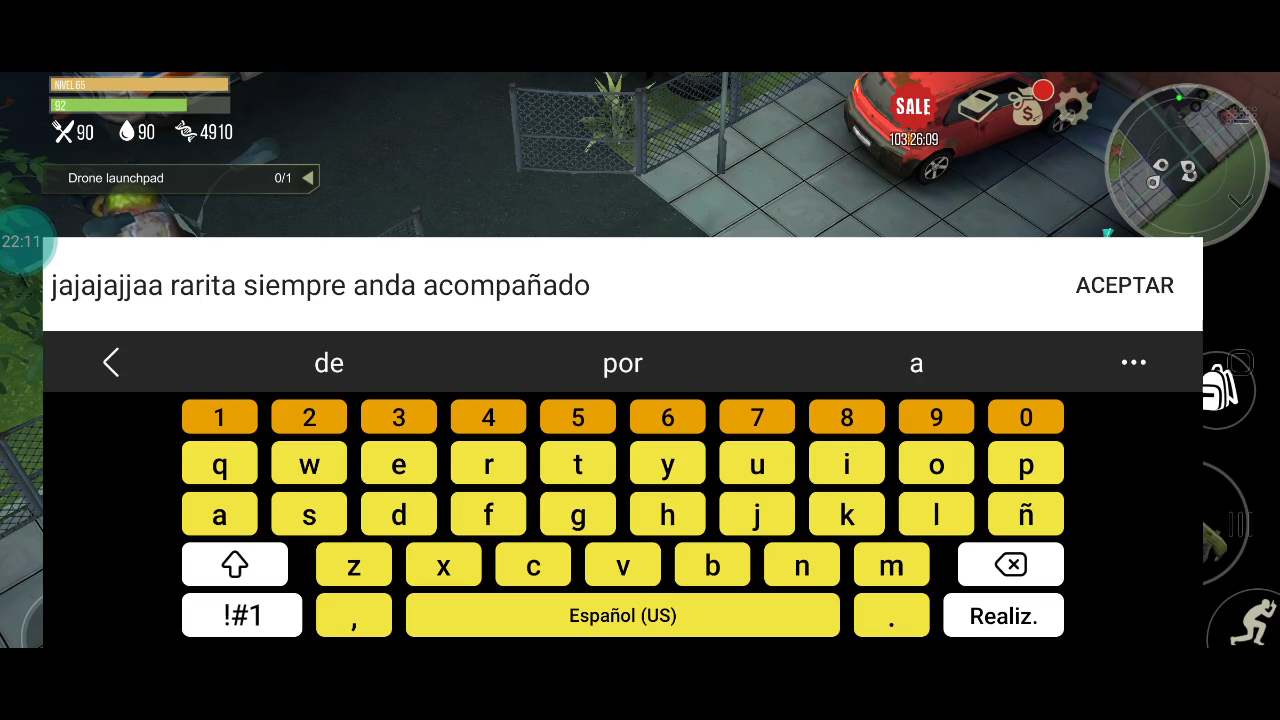 NIVEL 65
92
90 90 4910
SALE
103:26:09
Drone launchpad 0/1
22:11
jajajajjaa rarita siempre anda acompañado ACEPTAR
de por a
1 2 3 4 5 6 7 8 9 0
q w e r t y u i o p
a s d f g h j k l ñ
z x c v b n m
!#1 , Español (US) . Realiz.